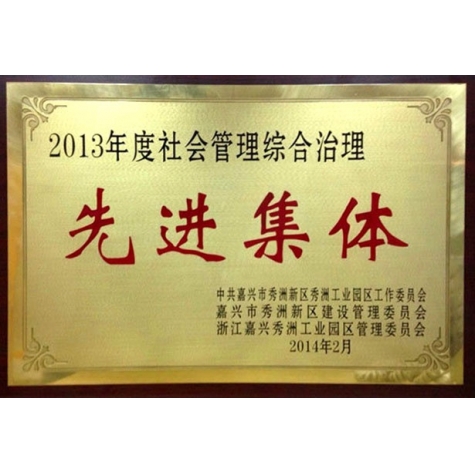 2013年度社会管理综合治理
先进集体
中共嘉兴市秀洲新区秀洲工业园区工作委员会
嘉兴市秀洲新区建设管理委员会
浙江嘉兴秀洲工业园区管理委员会
2014年2月